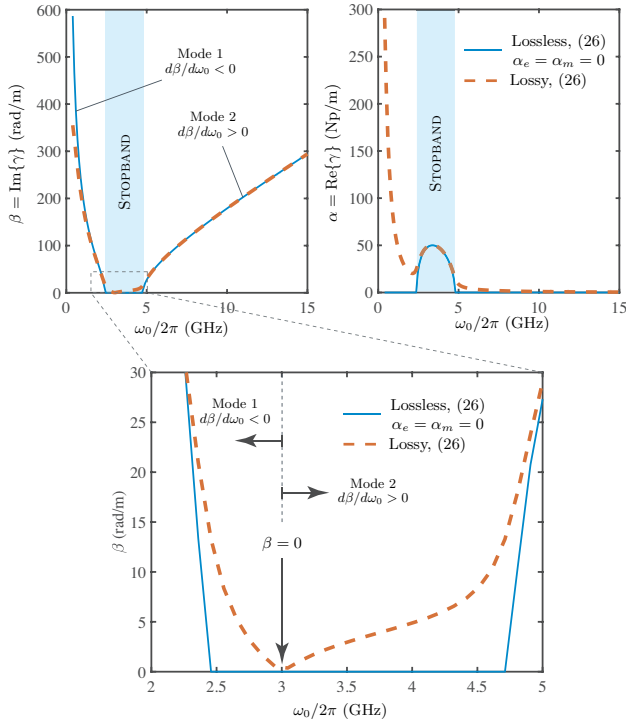 600
500
400
300
200
100
0
β = Im{γ} (rad/m)
Mode 1
dβ/dω₀ < 0
Mode 2
dβ/dω₀ > 0
STOPBAND
0
5
10
15
ω₀/2π (GHz)
300
250
200
150
100
50
0
α = Re{γ} (Np/m)
Lossless, (26)
αₑ = αₘ = 0
Lossy, (26)
STOPBAND
0
5
10
15
ω₀/2π (GHz)
30
25
20
15
10
5
0
β (rad/m)
Mode 1
dβ/dω₀ < 0
Lossless, (26)
αₑ = αₘ = 0
Lossy, (26)
Mode 2
dβ/dω₀ > 0
β = 0
2
2.5
3
3.5
4
4.5
5
ω₀/2π (GHz)